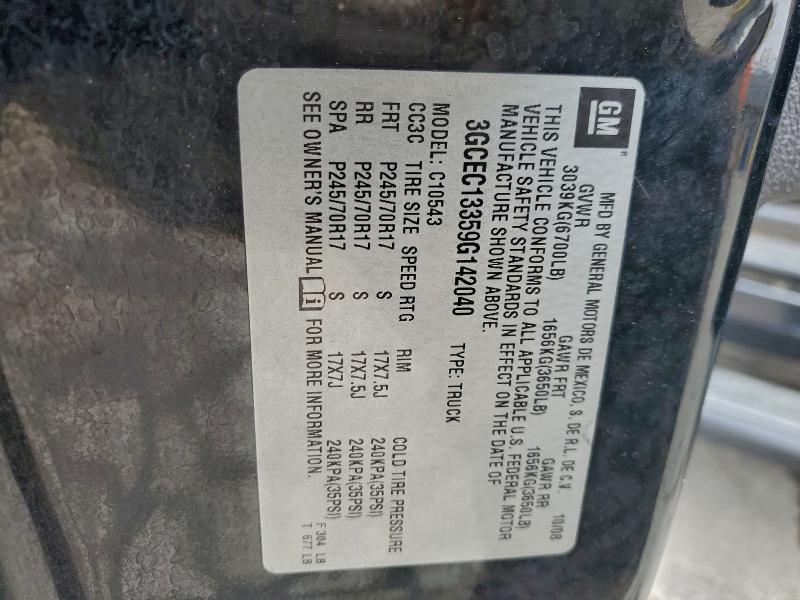 GM®
MFD BY GENERAL MOTORS DE MEXICO, S. DE R.L. DE C.V.
10/08
GVWR GAWR FRT GAWR RR
3039KG(6700LB) 1656KG(3650LB) 1656KG(3650LB)
THIS VEHICLE CONFORMS TO ALL APPLICABLE U.S. FEDERAL MOTOR
VEHICLE SAFETY STANDARDS IN EFFECT ON THE DATE OF
MANUFACTURE SHOWN ABOVE.
3GCEC13359G142040 TYPE: TRUCK
MODEL: C10543
CC3C TIRE SIZE SPEED RTG RIM COLD TIRE PRESSURE
FRT P245/70R17 S 17X7.5J 240KPA(35PSI)
RR P245/70R17 S 17X7.5J 240KPA(35PSI)
SPA P245/70R17 S 17X7J 240KPA(35PSI)
SEE OWNER'S MANUAL i FOR MORE INFORMATION.
F 384 LB
T 677 LB